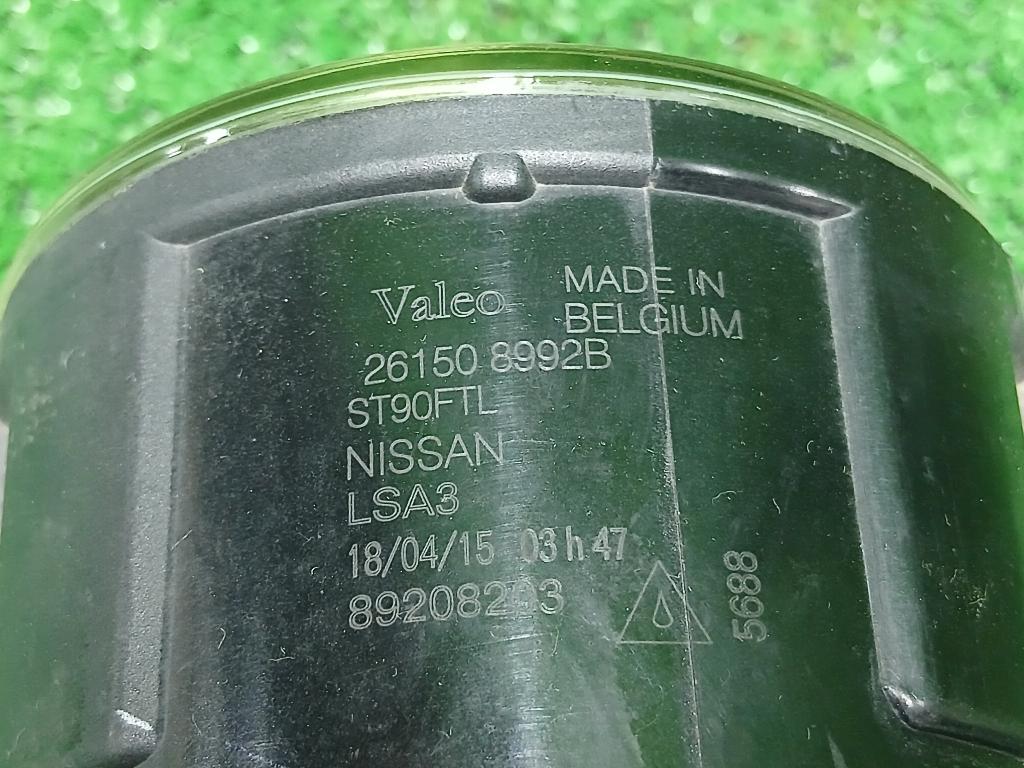 Valeo MADE IN
BELGIUM
26150 8992B
ST90FTL
NISSAN
LSA3
18/04/15 03 h 47
5688